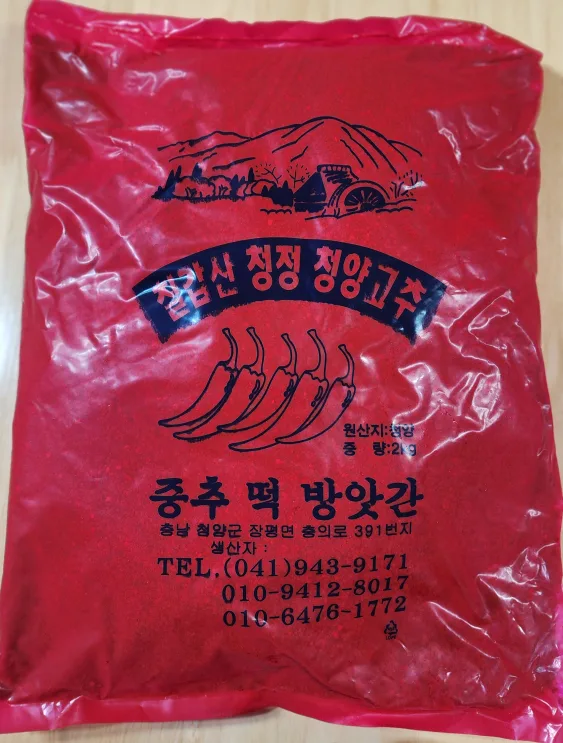 칠갑산 청정 청양고추
원산지:청양
중 량:2kg
중추 떡 방앗간
충남 청양군 장평면 충의로 391번지
생산자 :
TEL.(041)943-9171
010-9412-8017
010-6476-1772